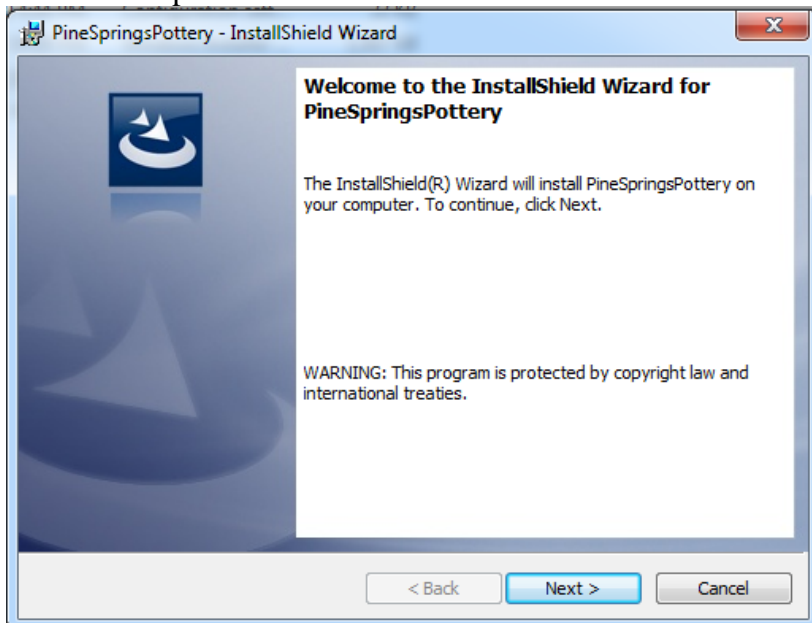 PineSpringsPottery - InstallShield Wizard
Welcome to the InstallShield Wizard for
PineSpringsPottery
The InstallShield(R) Wizard will install PineSpringsPottery on
your computer. To continue, click Next.
WARNING: This program is protected by copyright law and
international treaties.
< Back
Next >
Cancel